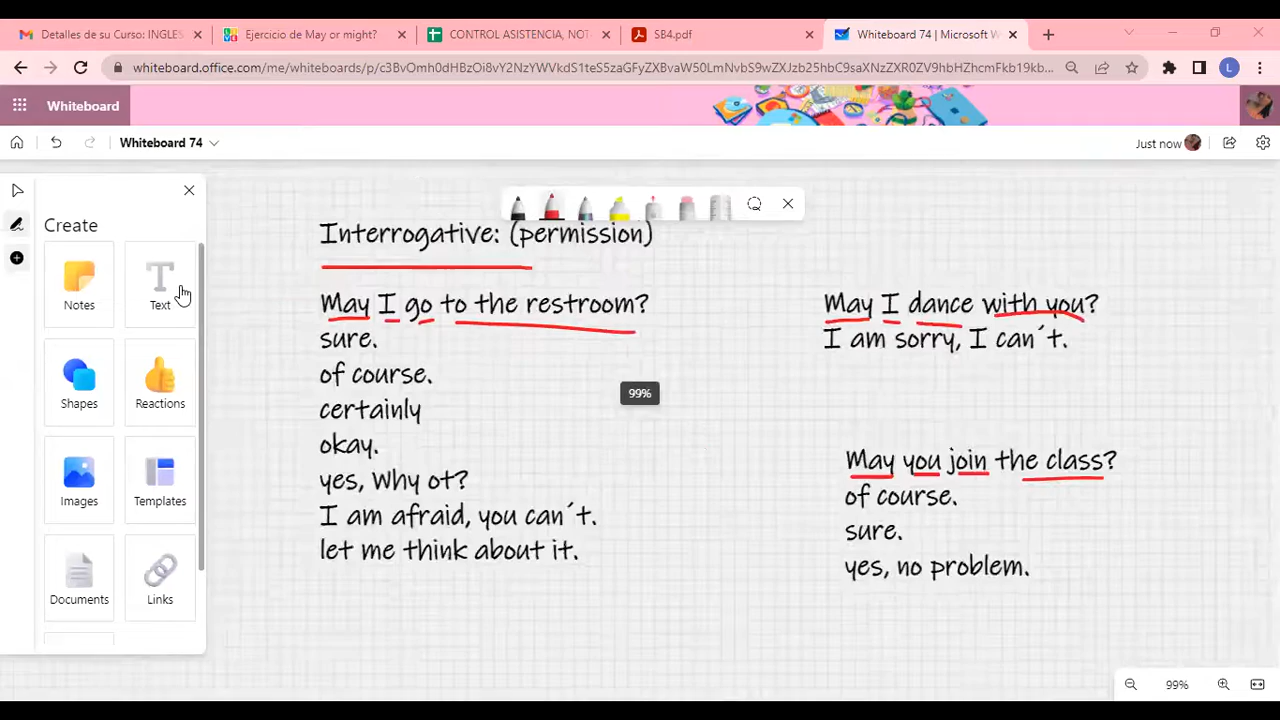 Detalles de su Curso: INGLES
Ejercicio de May or might?
CONTROL ASISTENCIA, NOT
SB4.pdf
Whiteboard 74 | Microsoft W
Whiteboard
Whiteboard 74
Just now
Create
Notes
Text
Shapes
Reactions
Images
Templates
Documents
Links
Interrogative: (permission)
May I go to the restroom?
sure.
of course.
certainly
okay.
yes, Why ot?
I am afraid, you can´t.
let me think about it.
May I dance with you?
I am sorry, I can´t.
May you join the class?
of course.
sure.
yes, no problem.
99%
99%